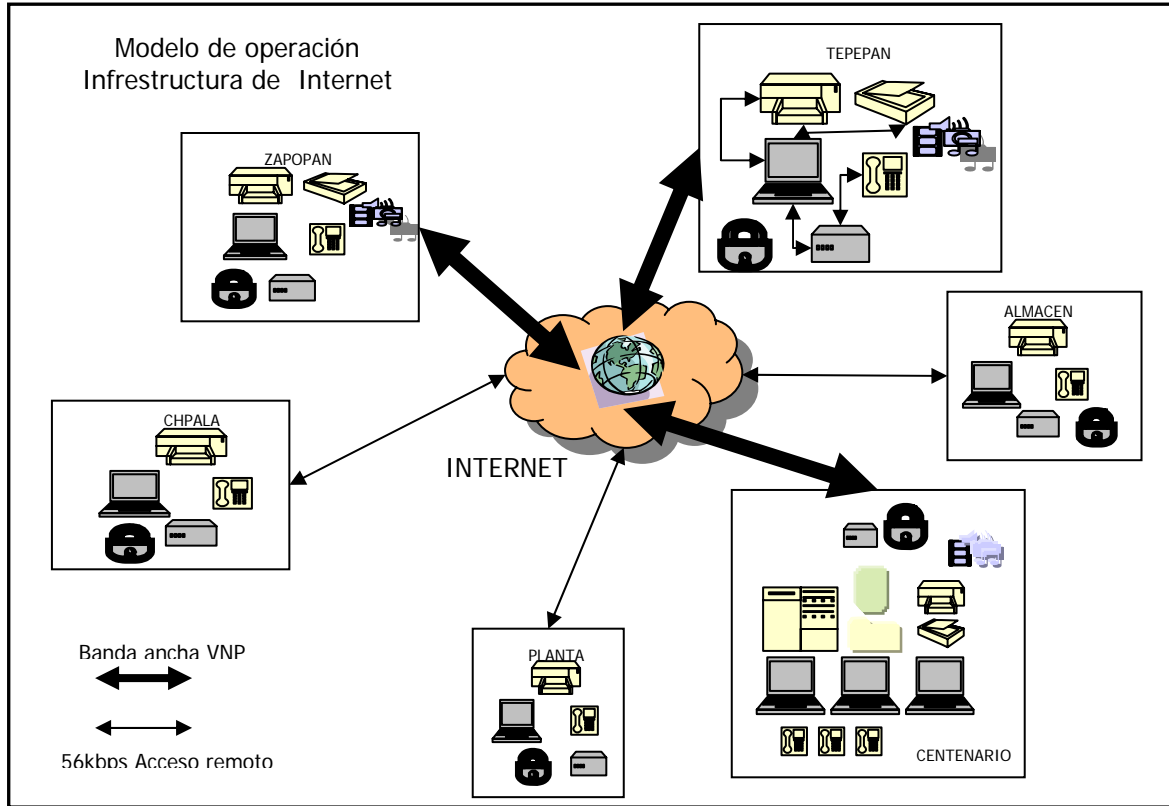 Modelo de operación
Infrestructura de Internet
TEPEPAN
ZAPOPAN
ALMACEN
CHPALA
INTERNET
PLANTA
CENTENARIO
Banda ancha VNP
56kbps Acceso remoto